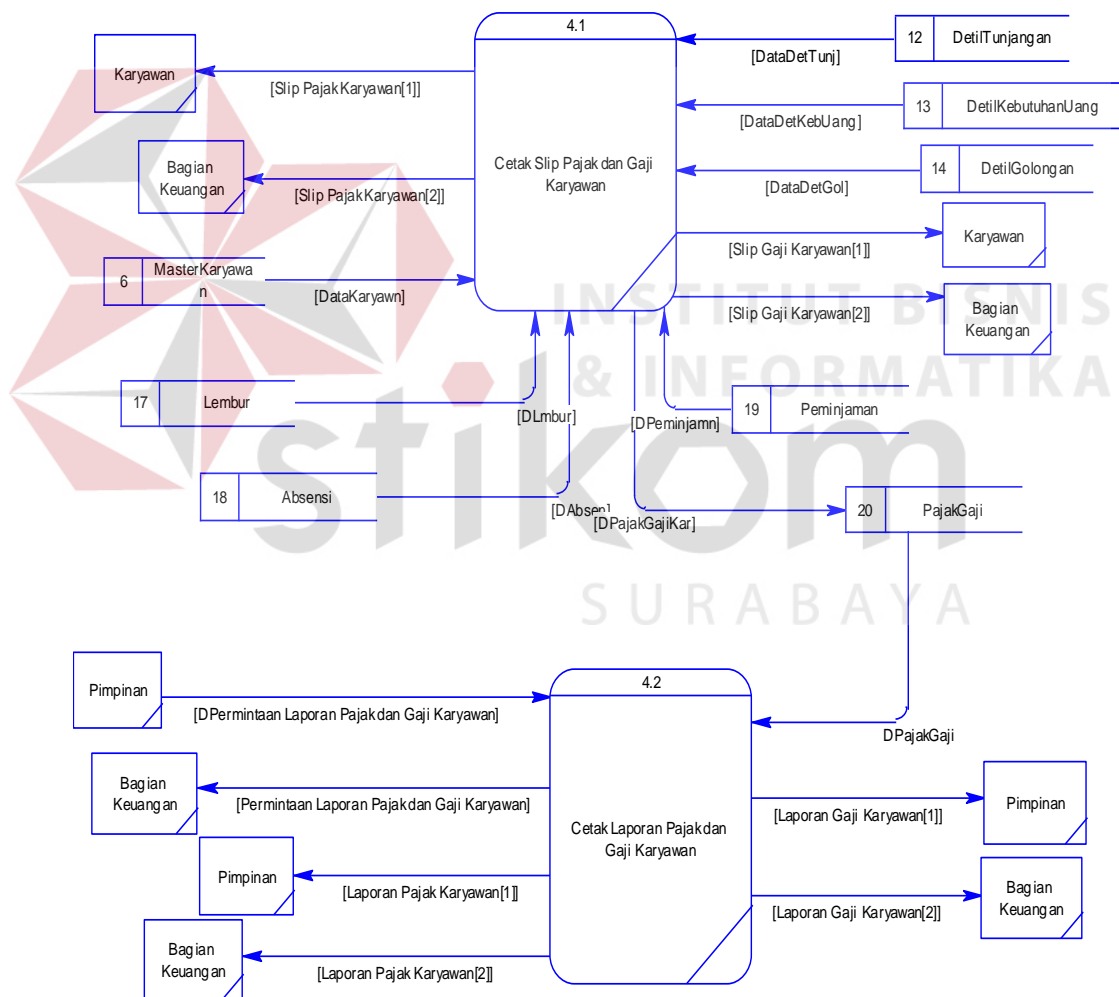 4.1
12 DetilTunjangan
[DataDetTunj]
Karyawan
[Slip PajakKaryawan[1]]
13 DetilKebutuhanUang
[DataDetKebUang]
Bagian
Keuangan
[Slip PajakKaryawan[2]]
Cetak Slip Pajak dan Gaji
Karyawan
14 DetilGolongan
[DataDetGol]
[Slip Gaji Karyawan[1]]
Karyawan
6 MasterKaryawa
n
[DataKaryawn]
[Slip Gaji Karyawan[2]]
Bagian
Keuangan
INSTITUT BISNIS
& INFORMATIKA
stikom
SURABAYA
17 Lembur
[DLmbur]
19 Peminjaman
[DPeminjamn]
18 Absensi
[DAbsen]
[DPajakGajiKar]
20 PajakGaji
DPajakGaji
Pimpinan
[DPermintaan Laporan Pajakdan Gaji Karyawan]
4.2
Bagian
Keuangan
[Permintaan Laporan Pajakdan Gaji Karyawan]
Cetak Laporan Pajakdan
Gaji Karyawan
[Laporan Gaji Karyawan[1]]
Pimpinan
Pimpinan
[Laporan Pajak Karyawan[1]]
[Laporan Gaji Karyawan[2]]
Bagian
Keuangan
Bagian
Keuangan
[Laporan Pajak Karyawan[2]]